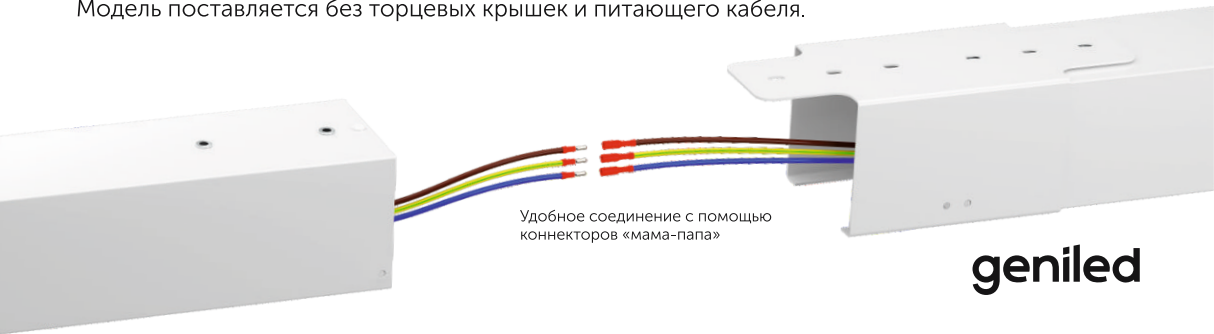 Модель поставляется без торцевых крышек и питающего кабеля.
Удобное соединение с помощью
коннекторов «мама-папа»
geniled